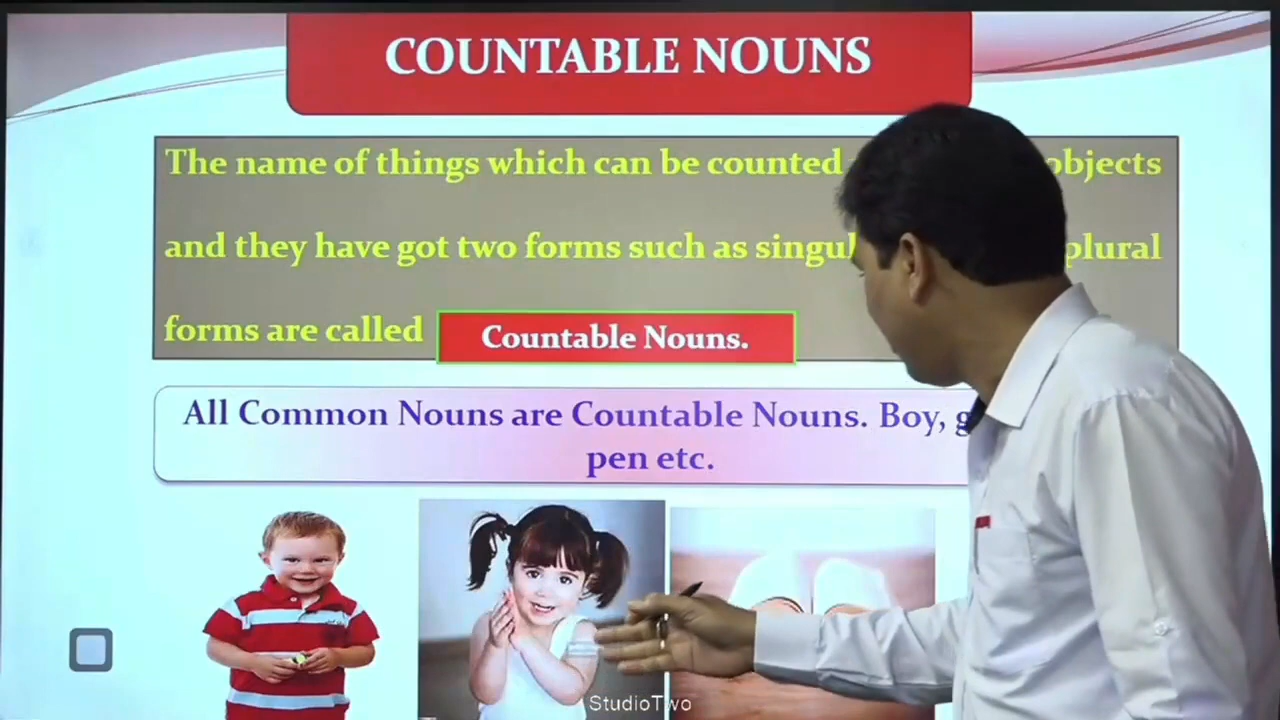 COUNTABLE NOUNS
The name of things which can be counted objects
and they have got two forms such as singul plural
forms are called Countable Nouns.
All Common Nouns are Countable Nouns. Boy, g
pen etc.
StudioTwo